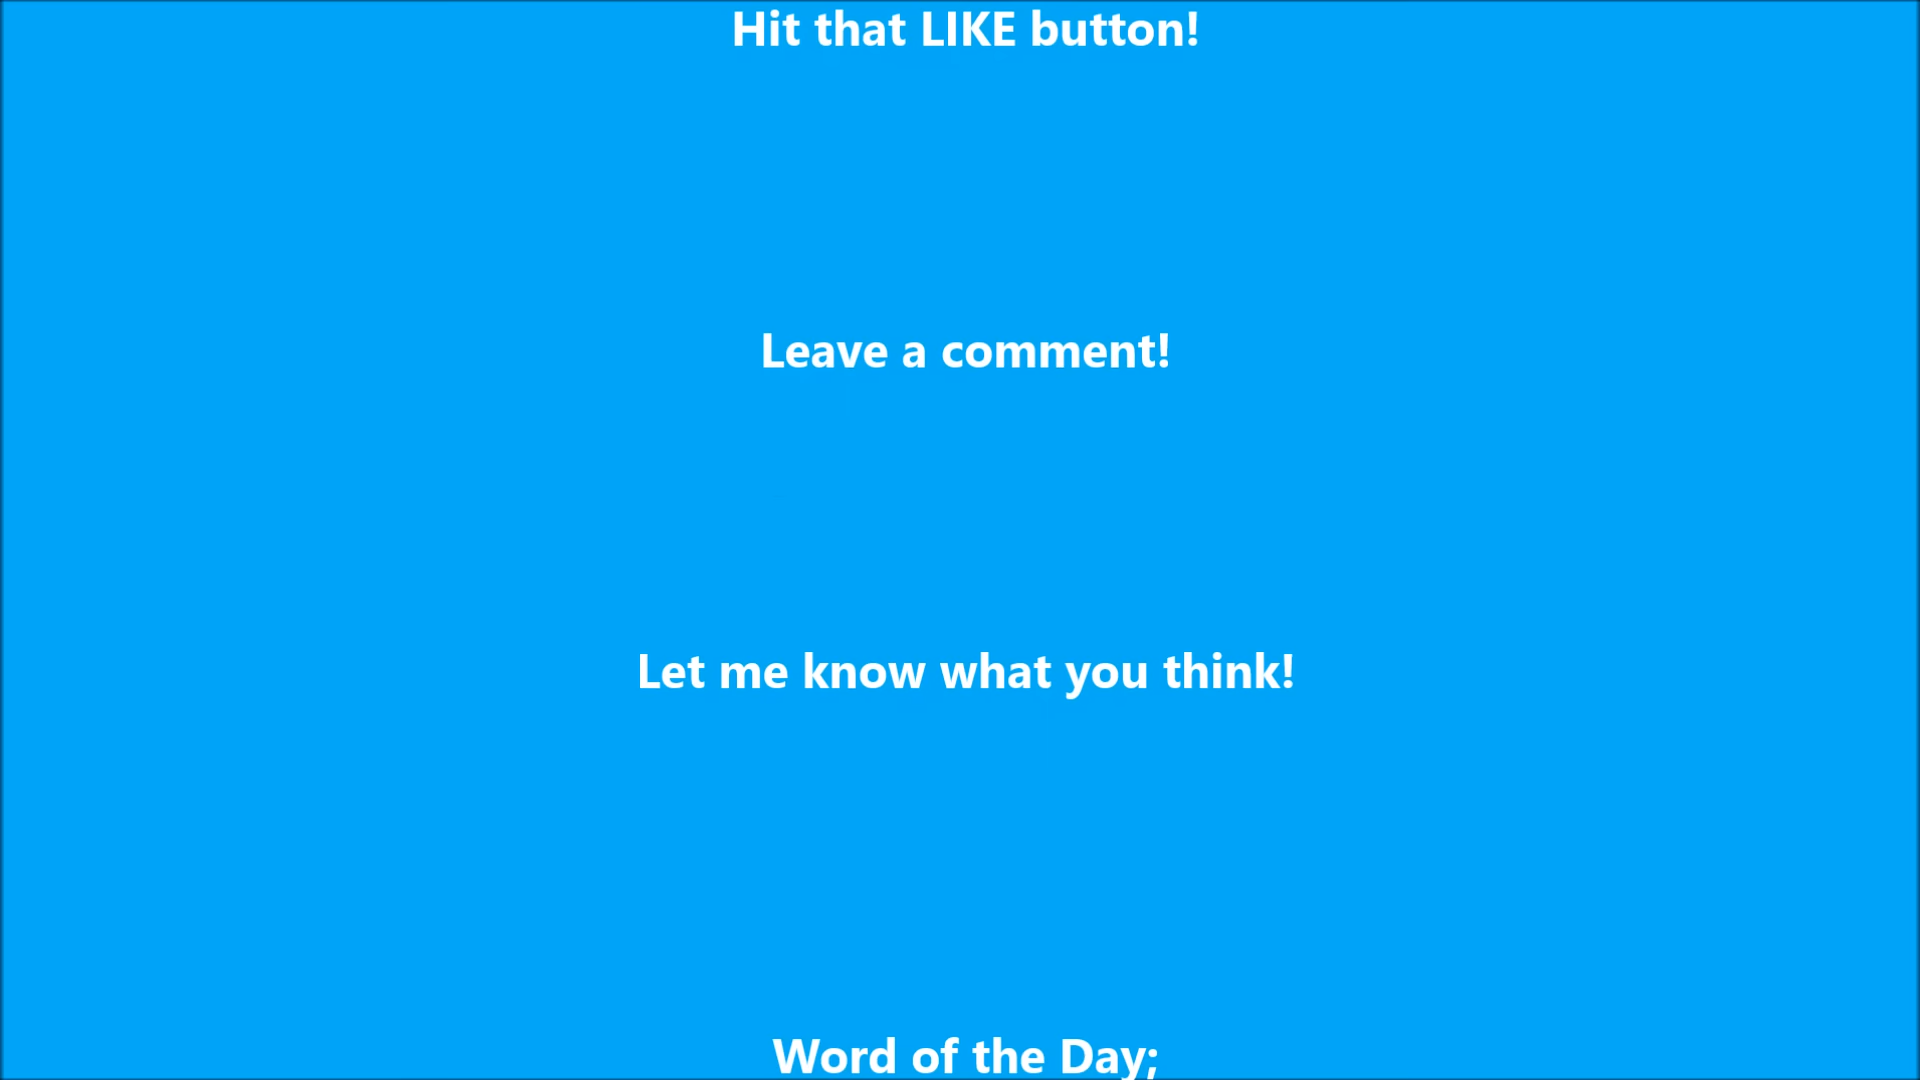 Hit that LIKE button!
Leave a comment!
Let me know what you think!
Word of the Day;